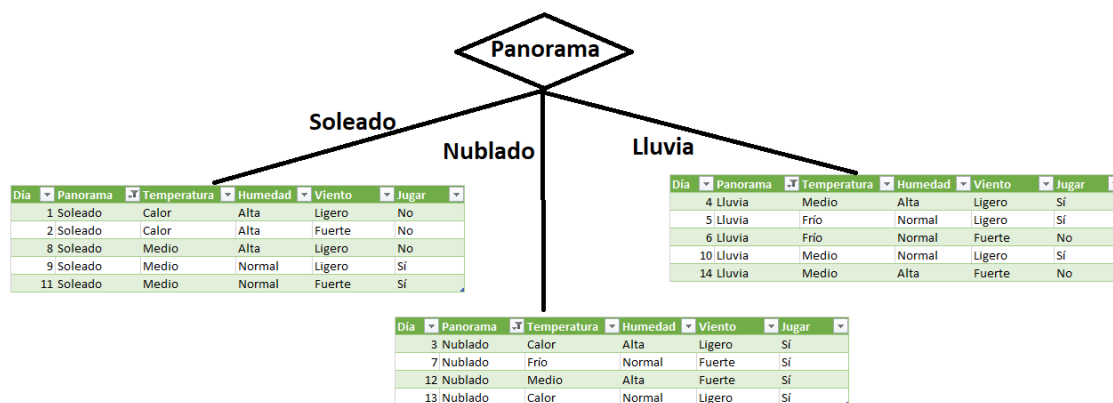 Panorama
Soleado
Nublado
Lluvia
Día Panorama Temperatura Humedad Viento Jugar
1 Soleado Calor Alta Ligero No
2 Soleado Calor Alta Fuerte No
8 Soleado Medio Alta Ligero No
9 Soleado Medio Normal Ligero Sí
11 Soleado Medio Normal Fuerte Sí
Día Panorama Temperatura Humedad Viento Jugar
4 Lluvia Medio Alta Ligero Sí
5 Lluvia Frío Normal Ligero Sí
6 Lluvia Frío Normal Fuerte No
10 Lluvia Medio Normal Ligero Sí
14 Lluvia Medio Alta Fuerte No
Día Panorama Temperatura Humedad Viento Jugar
3 Nublado Calor Alta Ligero Sí
7 Nublado Frío Normal Fuerte Sí
12 Nublado Medio Alta Fuerte Sí
13 Nublado Calor Normal Ligero Sí